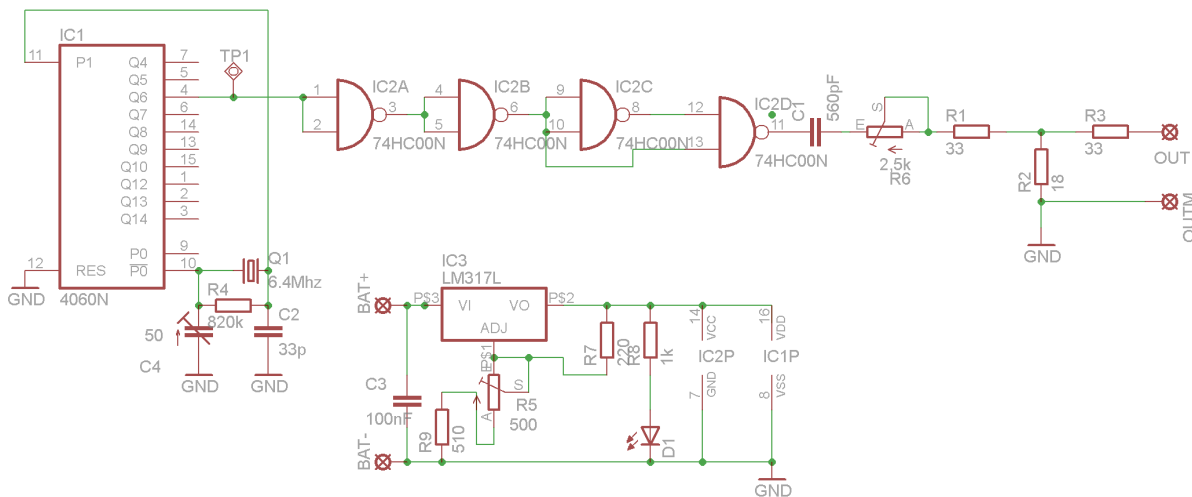 IC1
11 P1 Q4 7
Q5 5
Q6 4
Q7 6
Q8 14
Q9 13
Q10 15
Q12 1
Q13 2
Q14 3
P0 9
12 RES P0 10
4060N
GND
TP1
1
2
IC2A
3
74HC00N
4
5
IC2B
6
74HC00N
9
10
IC2C
8
74HC00N
12
13
IC2D
11
74HC00N
C1
560pF
E
S
A
2.5k
R6
R1
33
R3
33
R2
18
OUT
OUTM
GND
Q1
6.4Mhz
R4
820k
C2
33p
50
C4
GND
GND
IC3
LM317L
BAT+
P$3
VI VO
P$2
ADJ
P$1
E
S
A
R5
500
C3
100nF
R9
510
BAT-
R7
220
R8
1k
D1
14
VCC
IC2P
GND
7
16
VDD
IC1P
VSS
8
GND